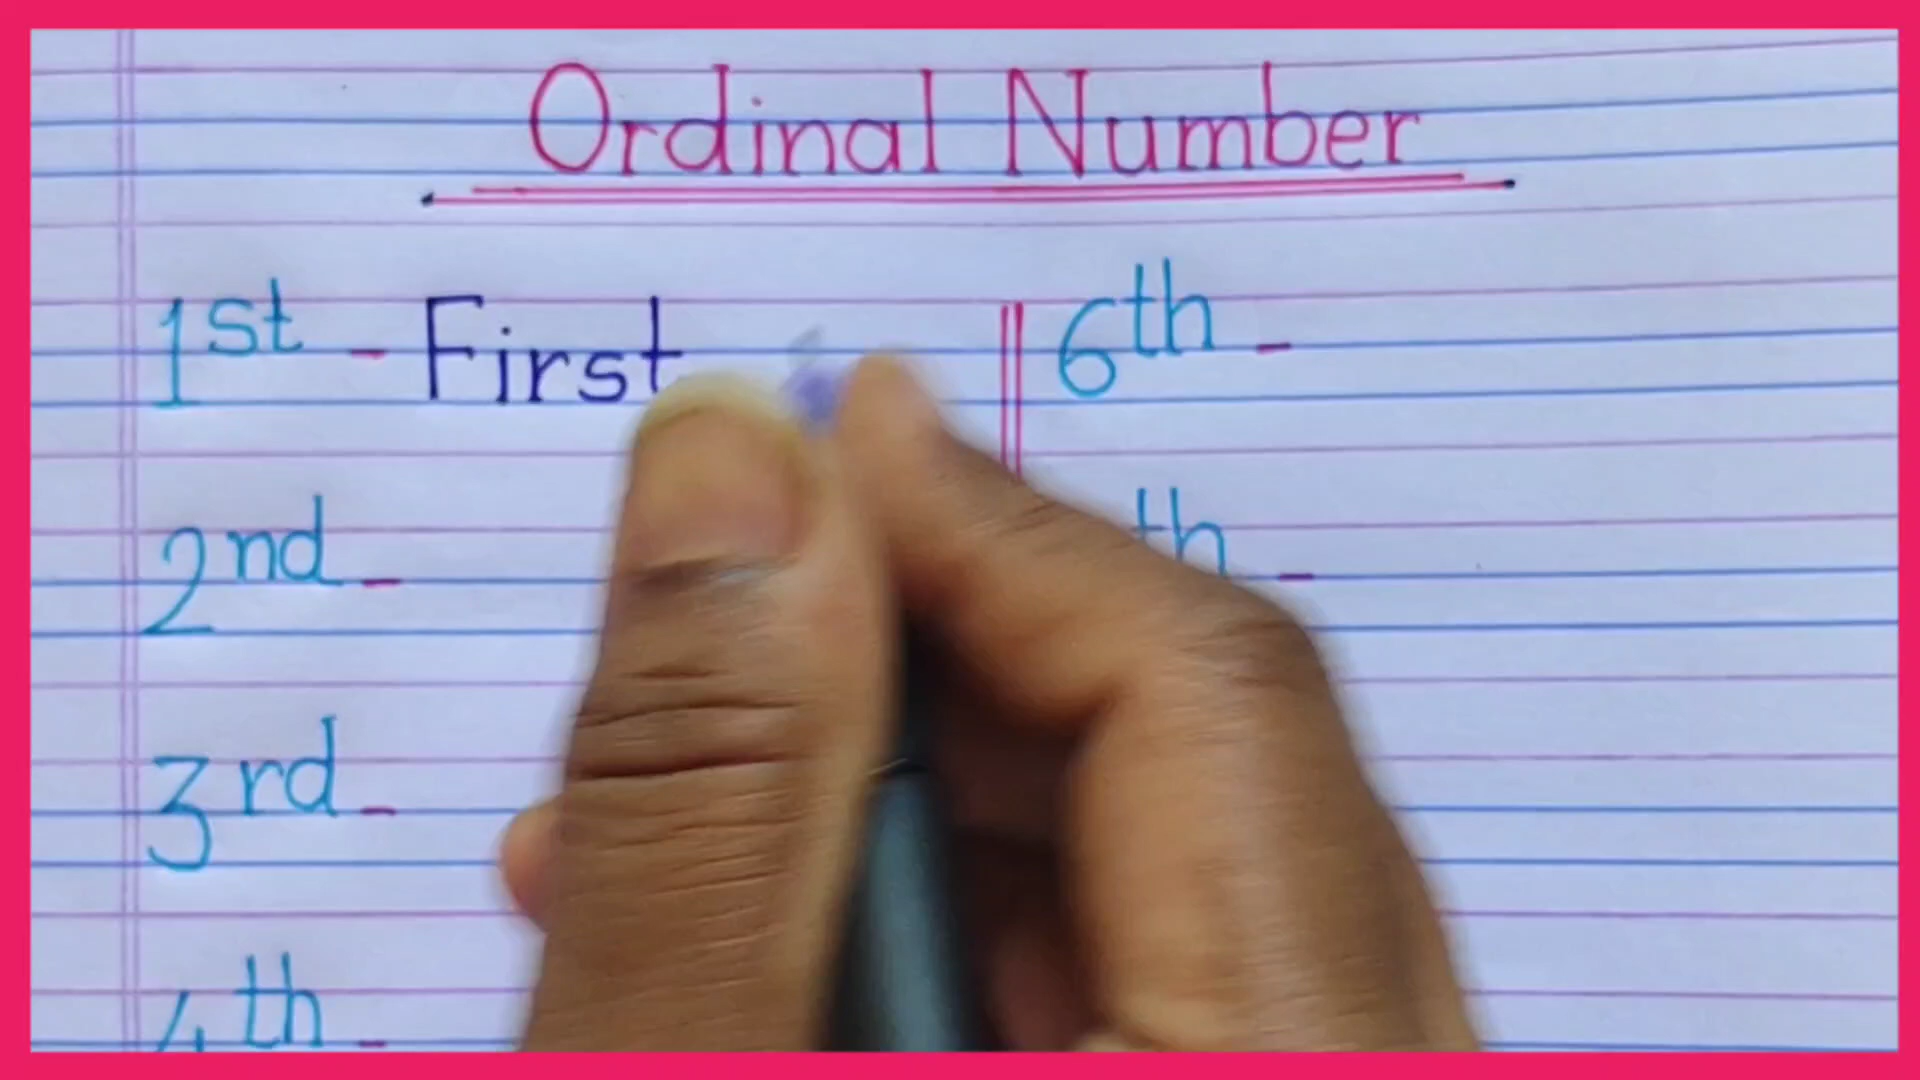 Ordinal Number
1st - First
2nd -
3rd -
4th -
6th -
th -